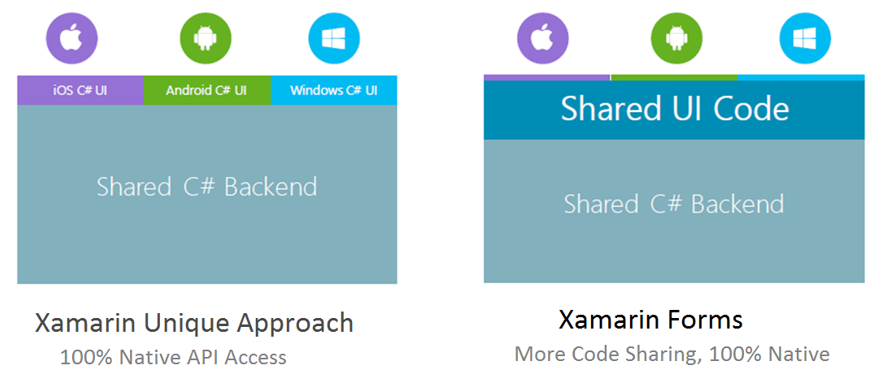 iOS C# UI
Android C# UI
Windows C# UI
Shared C# Backend
Xamarin Unique Approach
100% Native API Access
Shared UI Code
Shared C# Backend
Xamarin Forms
More Code Sharing, 100% Native